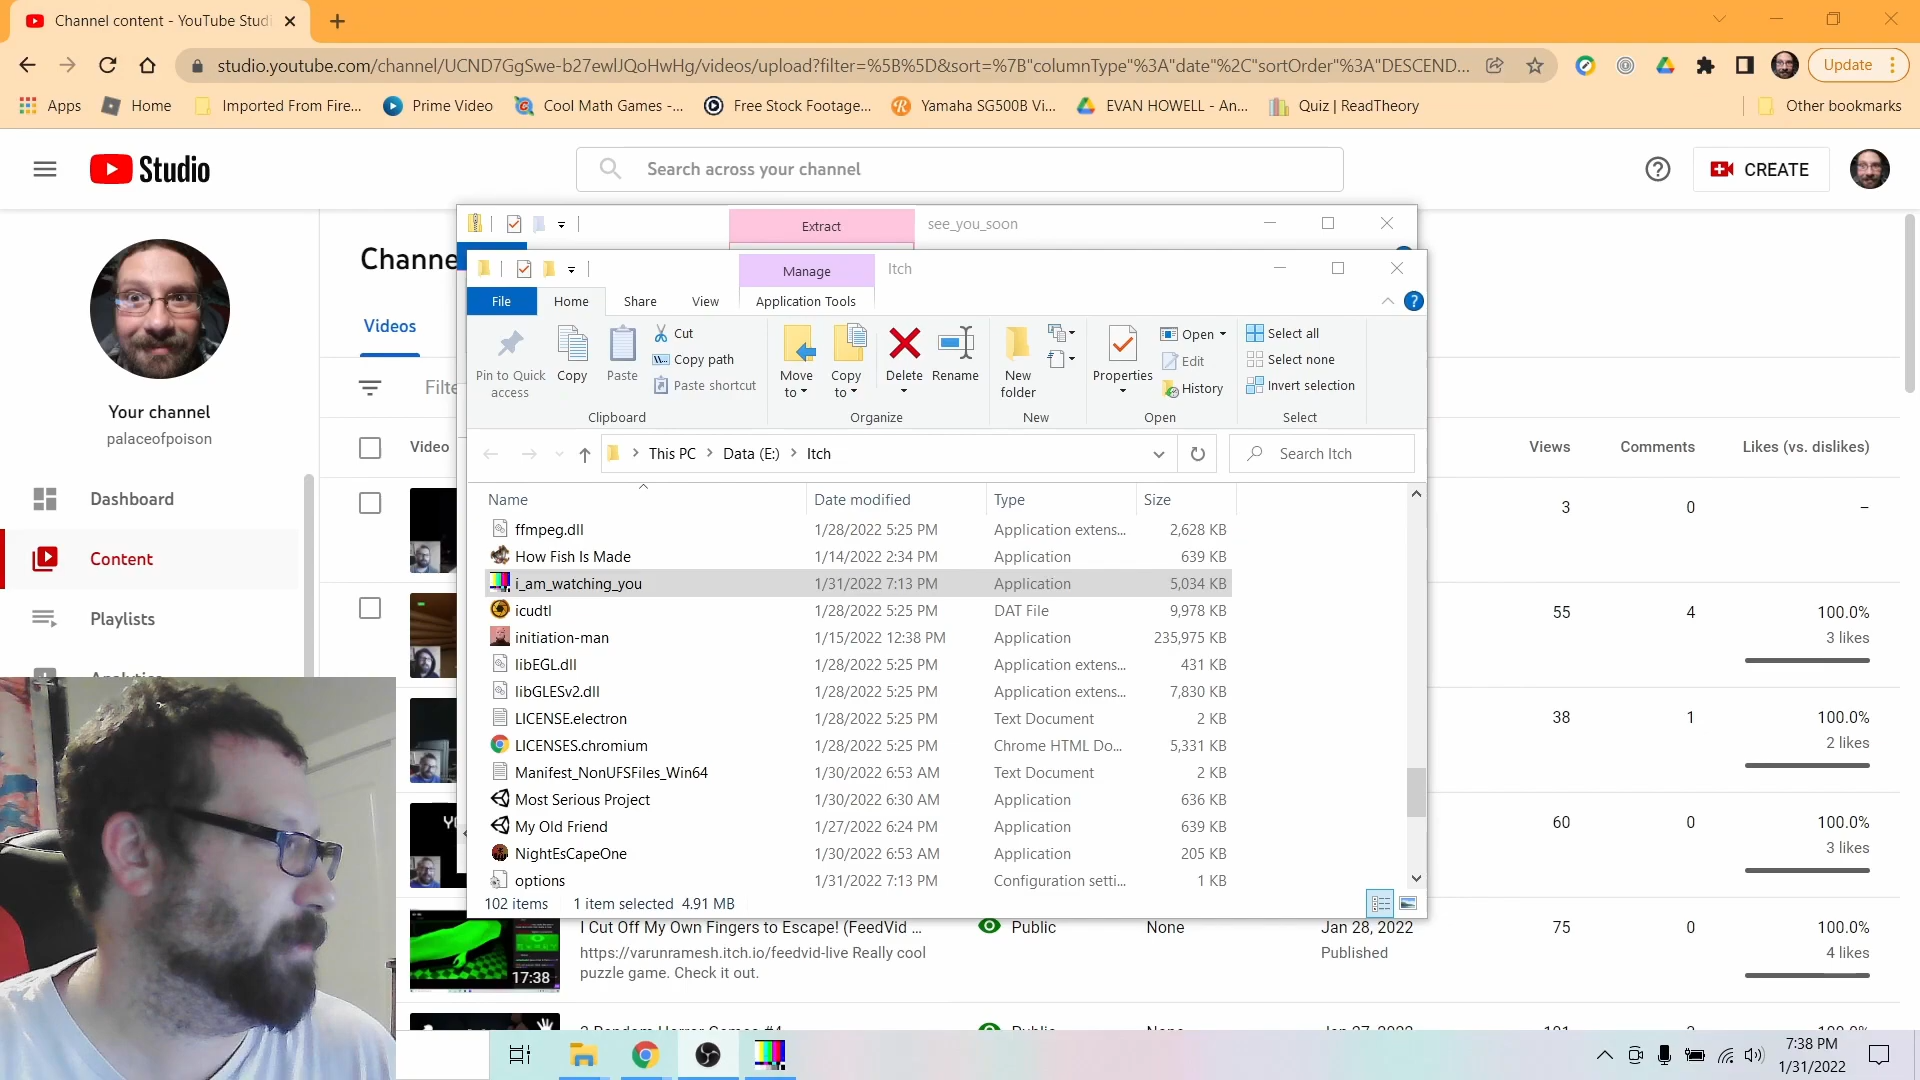 Channel content - YouTube Studi
studio.youtube.com/channel/UCND7GgSwe-b27ewlJQoHwHg/videos/upload?filter=%5B%5D&sort=%7B"columnType"%3A"date"%2C"sortOrder"%3A"DESCEND...
Update
Apps
Home
Imported From Fire...
Prime Video
Cool Math Games -...
Free Stock Footage...
Yamaha SG500B Vi...
EVAN HOWELL - An...
Quiz | ReadTheory
Other bookmarks
Studio
Search across your channel
CREATE
Your channel
palaceofpoison
Dashboard
Content
Playlists
Channe
Videos
Filte
Video
Views
Comments
Likes (vs. dislikes)
3
0
–
55
4
100.0%
3 likes
38
1
100.0%
2 likes
60
0
100.0%
3 likes
Extract
see_you_soon
Manage
Itch
File
Home
Share
View
Application Tools
Pin to Quick access
Copy
Paste
Cut
Copy path
Paste shortcut
Clipboard
Move to
Copy to
Delete
Rename
Organize
New folder
New
Properties
Open
Edit
History
Open
Select all
Select none
Invert selection
Select
This PC
Data (E:)
Itch
Search Itch
Name
Date modified
Type
Size
ffmpeg.dll 1/28/2022 5:25 PM Application extens... 2,628 KB
How Fish Is Made 1/14/2022 2:34 PM Application 639 KB
i_am_watching_you 1/31/2022 7:13 PM Application 5,034 KB
icudtl 1/28/2022 5:25 PM DAT File 9,978 KB
initiation-man 1/15/2022 12:38 PM Application 235,975 KB
libEGL.dll 1/28/2022 5:25 PM Application extens... 431 KB
libGLESv2.dll 1/28/2022 5:25 PM Application extens... 7,830 KB
LICENSE.electron 1/28/2022 5:25 PM Text Document 2 KB
LICENSES.chromium 1/28/2022 5:25 PM Chrome HTML Do... 5,331 KB
Manifest_NonUFSFiles_Win64 1/30/2022 6:53 AM Text Document 2 KB
Most Serious Project 1/30/2022 6:30 AM Application 636 KB
My Old Friend 1/27/2022 6:24 PM Application 639 KB
NightEsCapeOne 1/30/2022 6:53 AM Application 205 KB
options 1/31/2022 7:13 PM Configuration setti... 1 KB
102 items
1 item selected 4.91 MB
17:38
I Cut Off My Own Fingers to Escape! (FeedVid ...
https://varunramesh.itch.io/feedvid-live Really cool
puzzle game. Check it out.
Public
None
Jan 28, 2022
Published
75
0
100.0%
4 likes
7:38 PM
1/31/2022